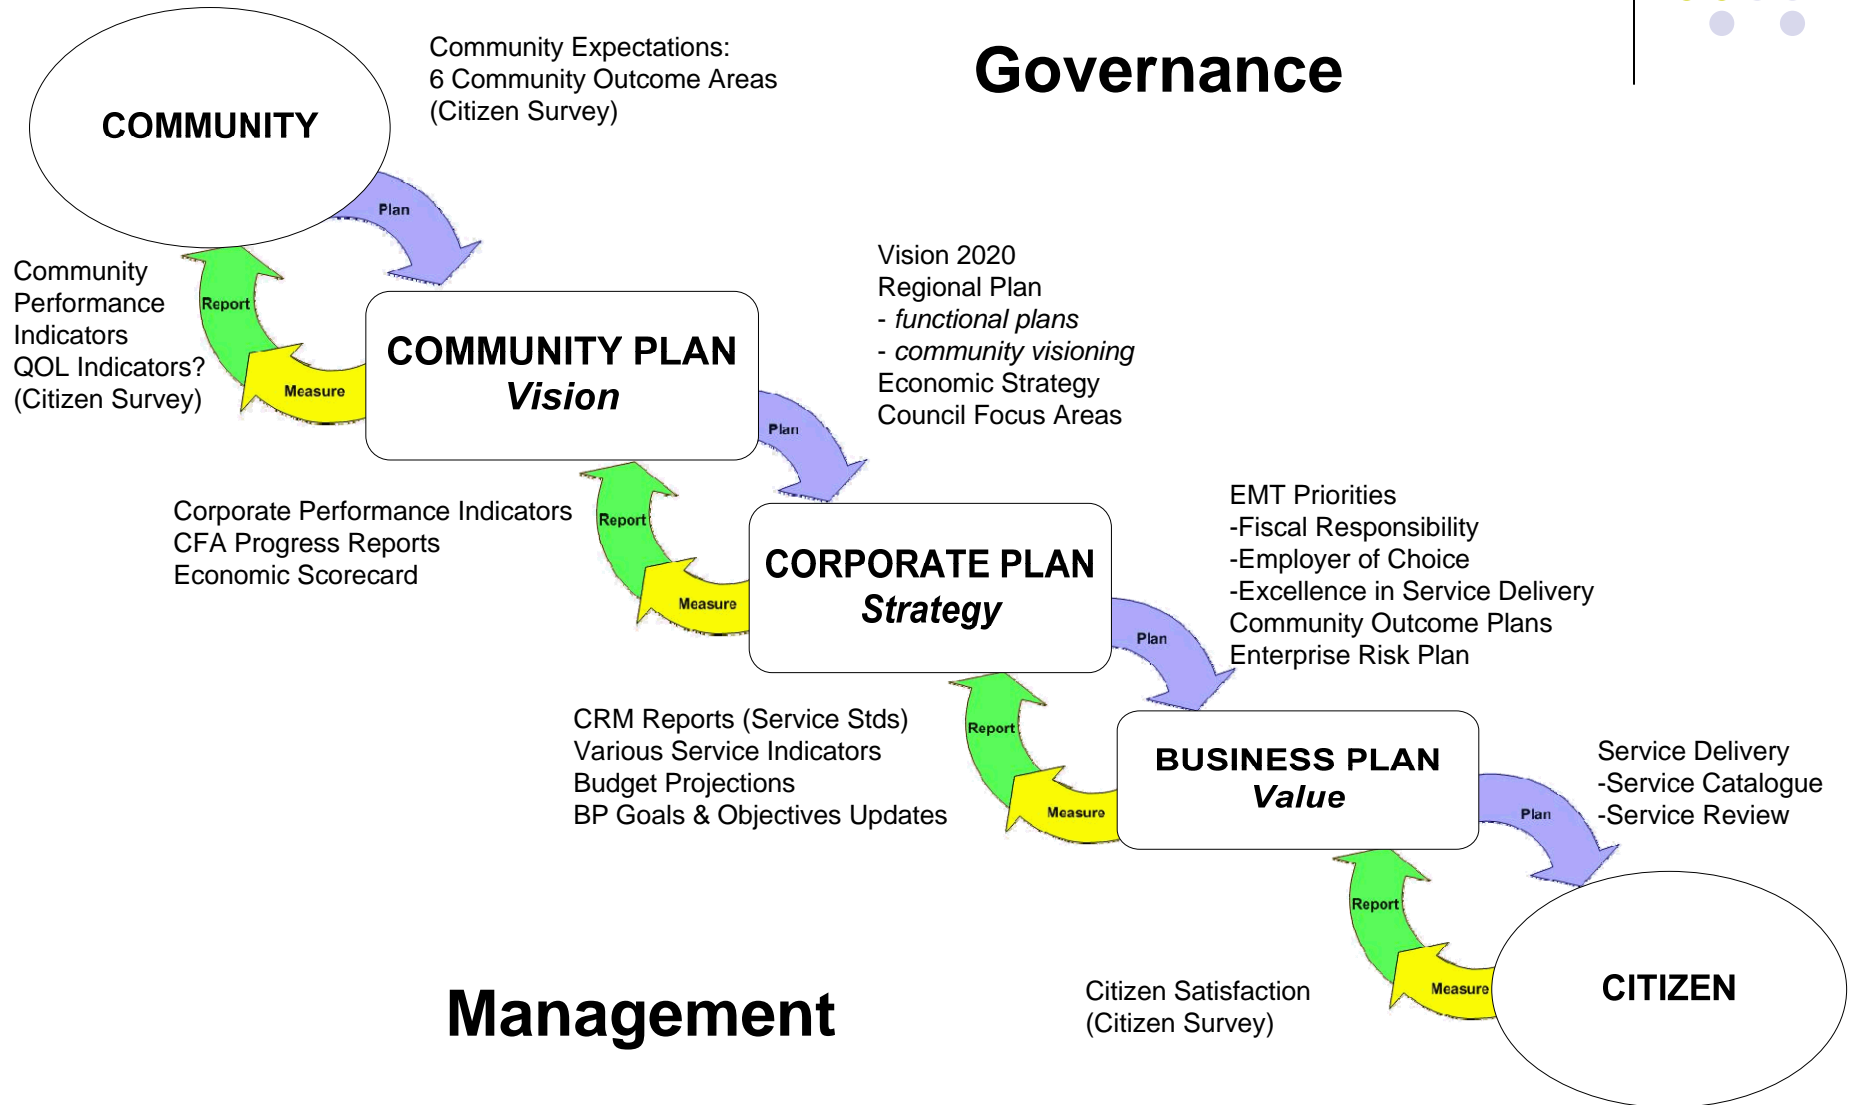 Governance
Community Expectations:
6 Community Outcome Areas
(Citizen Survey)
COMMUNITY
Plan
Community
Performance
Indicators
QOL Indicators?
(Citizen Survey)
Report
Measure
COMMUNITY PLAN
Vision
Vision 2020
Regional Plan
- functional plans
- community visioning
Economic Strategy
Council Focus Areas
Plan
Corporate Performance Indicators
CFA Progress Reports
Economic Scorecard
Report
Measure
CORPORATE PLAN
Strategy
EMT Priorities
-Fiscal Responsibility
-Employer of Choice
-Excellence in Service Delivery
Community Outcome Plans
Enterprise Risk Plan
Plan
CRM Reports (Service Stds)
Various Service Indicators
Budget Projections
BP Goals & Objectives Updates
Report
Measure
BUSINESS PLAN
Value
Service Delivery
-Service Catalogue
-Service Review
Plan
Report
Measure
Citizen Satisfaction
(Citizen Survey)
CITIZEN
Management